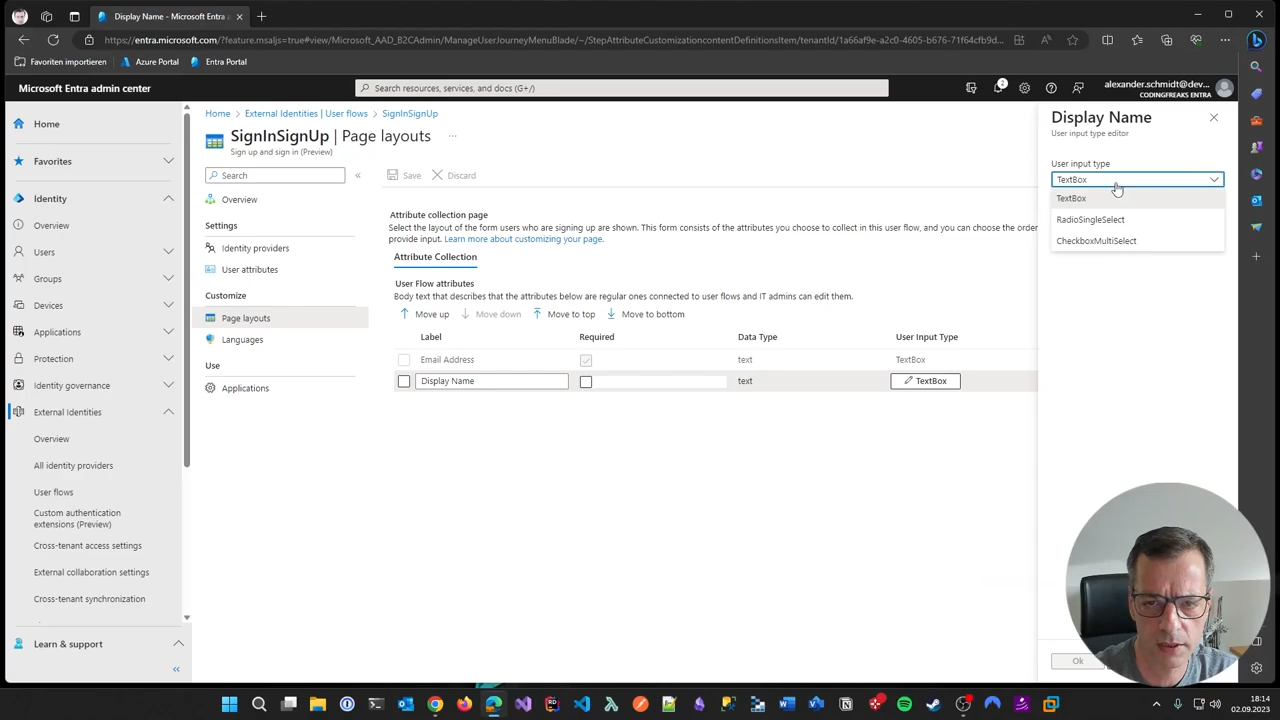 Display Name - Microsoft Entra a
https://entra.microsoft.com/?feature.msaljs=true#view/Microsoft_AAD_B2CAdmin/ManageUserJourneyMenuBlade/~/StepAttributeCustomizationcontentDefinitionsItem/tenantId/1a66af9e-a2c0-4605-b676-71f64cfb9d...
Favoriten importieren
Azure Portal
Entra Portal
Microsoft Entra admin center
Search resources, services, and docs (G+/)
2
alexander.schmidt@dev...
CODINGFREAKS ENTRA
Home
Favorites
Identity
Overview
Users
Groups
Devices
Applications
Protection
Identity governance
External Identities
Overview
All identity providers
User flows
Custom authentication
extensions (Preview)
Cross-tenant access settings
External collaboration settings
Cross-tenant synchronization
Learn & support
Home > External Identities | User flows > SignInSignUp
SignInSignUp | Page layouts ...
Sign up and sign in (Preview)
Search
Overview
Settings
Identity providers
User attributes
Customize
Page layouts
Languages
Use
Applications
Save Discard
Attribute collection page
Select the layout of the form users who are signing up are shown. This form consists of the attributes you choose to collect in this user flow, and you can choose the order
provide input. Learn more about customizing your page.
Attribute Collection
User Flow attributes
Body text that describes that the attributes below are regular ones connected to user flows and IT admins can edit them.
Move up Move down Move to top Move to bottom
Label Required Data Type User Input Type
Email Address text TextBox
Display Name text TextBox
Display Name
User input type editor
User input type
TextBox
TextBox
RadioSingleSelect
CheckboxMultiSelect
Ok
18:14
02.09.2023